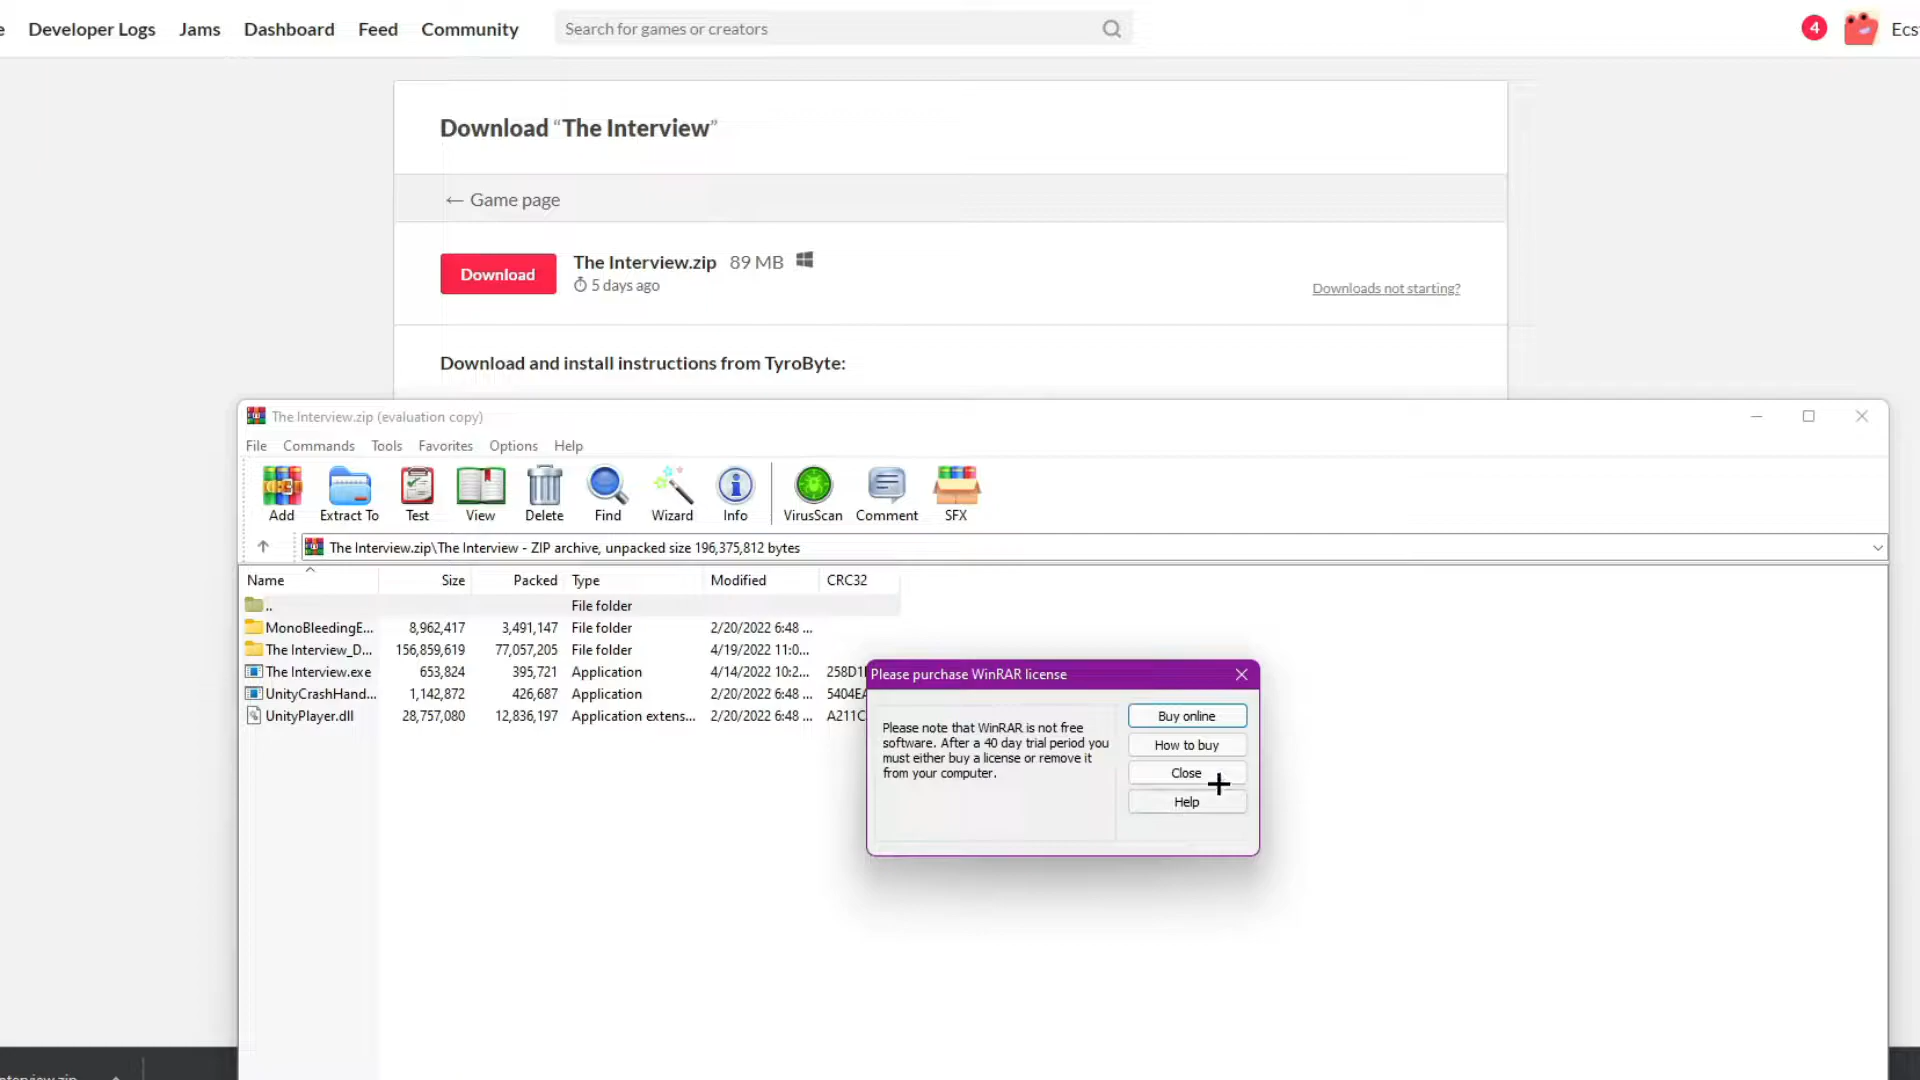 e Developer Logs Jams Dashboard Feed Community Search for games or creators 4 Ecs
Download “The Interview”
← Game page
Download The Interview.zip 89 MB
5 days ago
Downloads not starting?
Download and install instructions from TyroByte:
The Interview.zip (evaluation copy)
File Commands Tools Favorites Options Help
Add Extract To Test View Delete Find Wizard Info VirusScan Comment SFX
The Interview.zip\The Interview - ZIP archive, unpacked size 196,375,812 bytes
Name Size Packed Type Modified CRC32
.. File folder
MonoBleedingE... 8,962,417 3,491,147 File folder 2/20/2022 6:48 ...
The Interview_D... 156,859,619 77,057,205 File folder 4/19/2022 11:0...
The Interview.exe 653,824 395,721 Application 4/14/2022 10:2... 258D1
UnityCrashHand... 1,142,872 426,687 Application 2/20/2022 6:48 ... 5404EA
UnityPlayer.dll 28,757,080 12,836,197 Application extens... 2/20/2022 6:48 ... A211C
Please purchase WinRAR license
Please note that WinRAR is not free
software. After a 40 day trial period you
must either buy a license or remove it
from your computer.
Buy online
How to buy
Close
Help